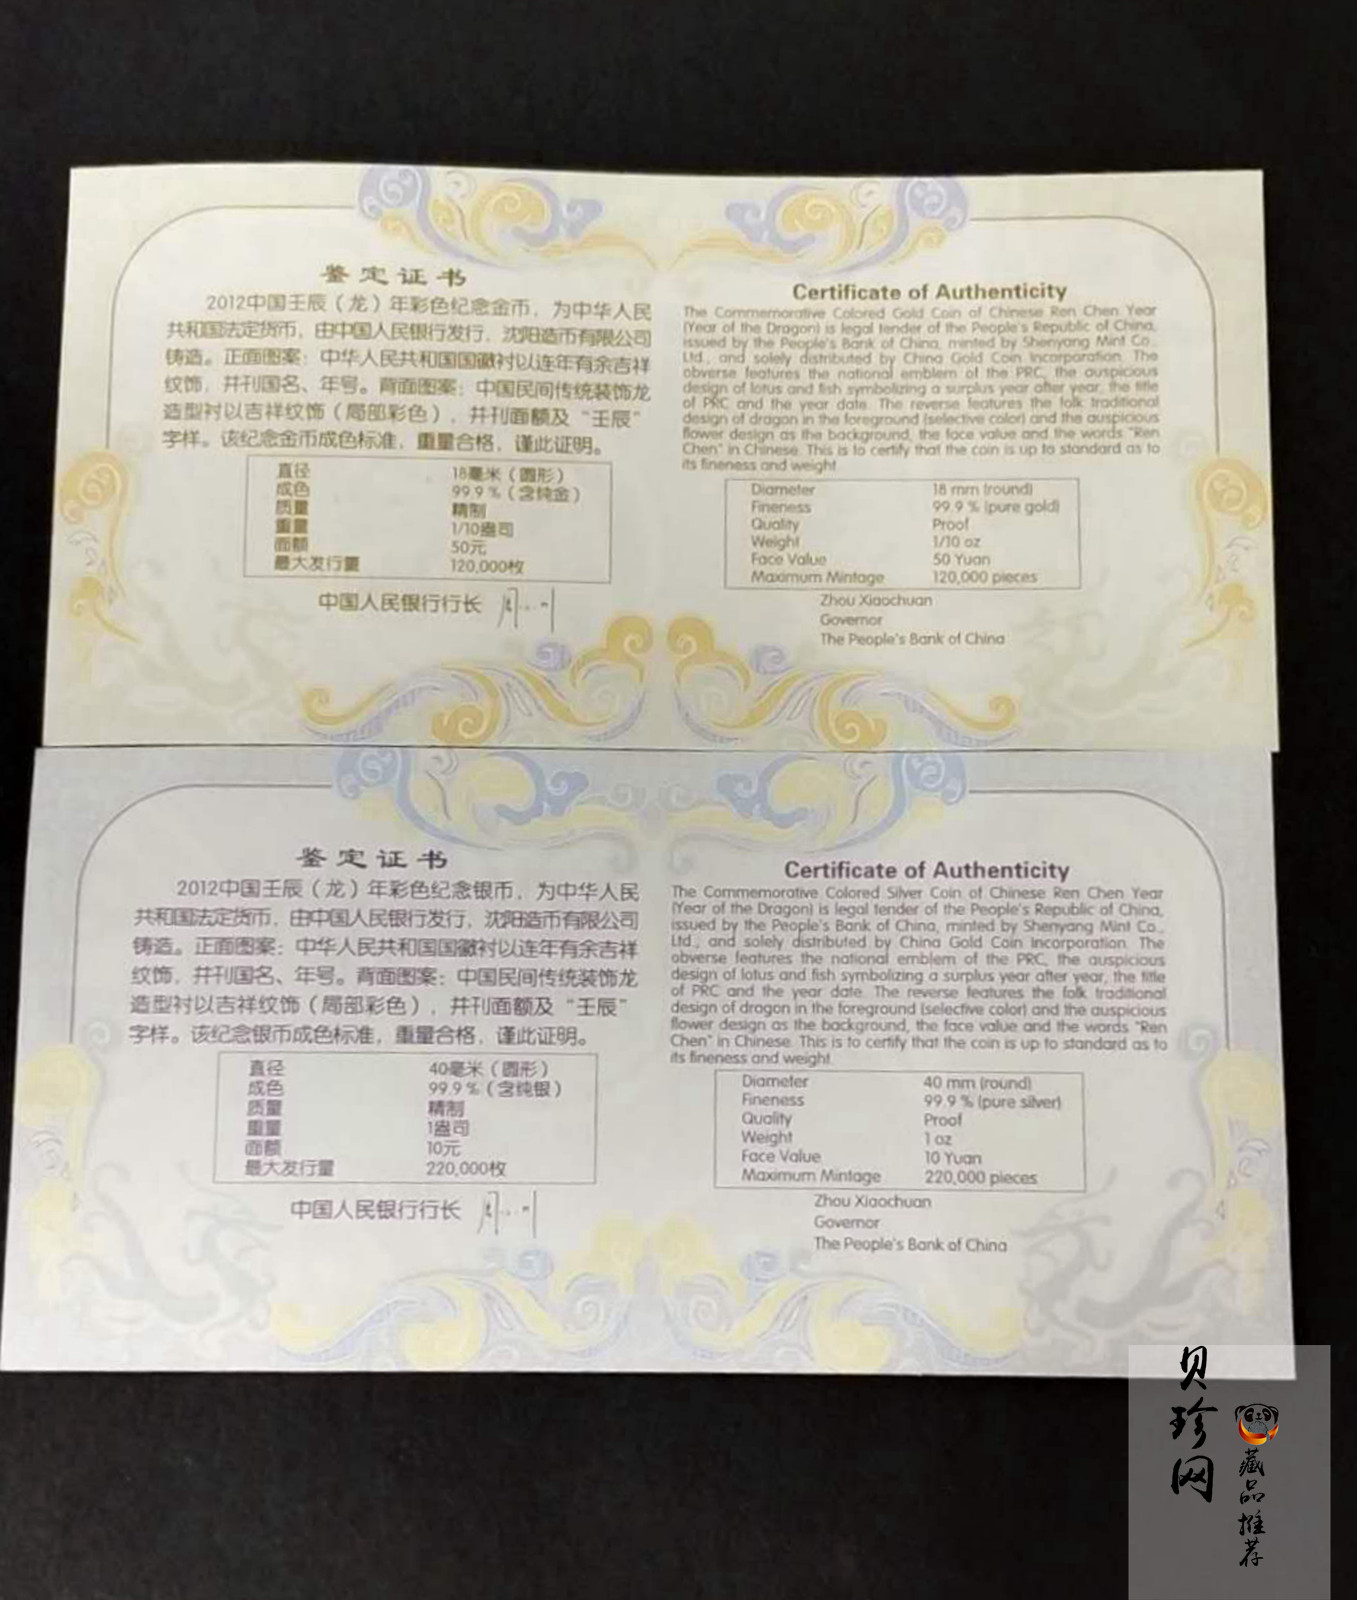 鉴定证书
2012中国壬辰（龙）年彩色纪念金币，为中华人民
共和国法定货币，由中国人民银行发行，沈阳造币有限公司
铸造。正面图案：中华人民共和国国徽衬以连年有余吉祥
纹饰，并刊国名、年号。背面图案：中国民间传统装饰龙
造型衬以吉祥纹饰（局部彩色），并刊面额及“壬辰”
字样。该纪念金币成色标准，重量合格，谨此证明。
直径 18毫米（圆形）
成色 99.9%（含纯金）
质量 精制
重量 1/10盎司
面额 50元
最大发行量 120,000枚
中国人民银行行长
Certificate of Authenticity
The Commemorative Colored Gold Coin of Chinese Ren Chen Year
(Year of the Dragon) is legal tender of the People's Republic of China,
issued by the People's Bank of China, minted by Shenyang Mint Co.,
Ltd., and solely distributed by China Gold Coin Incorporation. The
obverse features the national emblem of the PRC, the auspicious
design of lotus and fish symbolizing a surplus year after year, the title
of PRC and the year date. The reverse features the folk traditional
design of dragon in the foreground (selective color) and the auspicious
flower design as the background, the face value and the words "Ren
Chen" in Chinese. This is to certify that the coin is up to standard as to
its fineness and weight.
Diameter 18 mm (round)
Fineness 99.9 % (pure gold)
Quality Proof
Weight 1/10 oz
Face Value 50 Yuan
Maximum Mintage 120,000 pieces
Zhou Xiaochuan
Governor
The People's Bank of China
鉴定证书
2012中国壬辰（龙）年彩色纪念银币，为中华人民
共和国法定货币，由中国人民银行发行，沈阳造币有限公司
铸造。正面图案：中华人民共和国国徽衬以连年有余吉祥
纹饰，并刊国名、年号。背面图案：中国民间传统装饰龙
造型衬以吉祥纹饰（局部彩色），并刊面额及“壬辰”
字样。该纪念银币成色标准，重量合格，谨此证明。
直径 40毫米（圆形）
成色 99.9%（含纯银）
质量 精制
重量 1盎司
面额 10元
最大发行量 220,000枚
中国人民银行行长
Certificate of Authenticity
The Commemorative Colored Silver Coin of Chinese Ren Chen Year
(Year of the Dragon) is legal tender of the People's Republic of China,
issued by the People's Bank of China, minted by Shenyang Mint Co.,
Ltd., and solely distributed by China Gold Coin Incorporation. The
obverse features the national emblem of the PRC, the auspicious
design of lotus and fish symbolizing a surplus year after year, the title
of PRC and the year date. The reverse features the folk traditional
design of dragon in the foreground (selective color) and the auspicious
flower design as the background, the face value and the words "Ren
Chen" in Chinese. This is to certify that the coin is up to standard as to
its fineness and weight.
Diameter 40 mm (round)
Fineness 99.9 % (pure silver)
Quality Proof
Weight 1 oz
Face Value 10 Yuan
Maximum Mintage 220,000 pieces
Zhou Xiaochuan
Governor
The People's Bank of China
贝珍网
藏品推荐